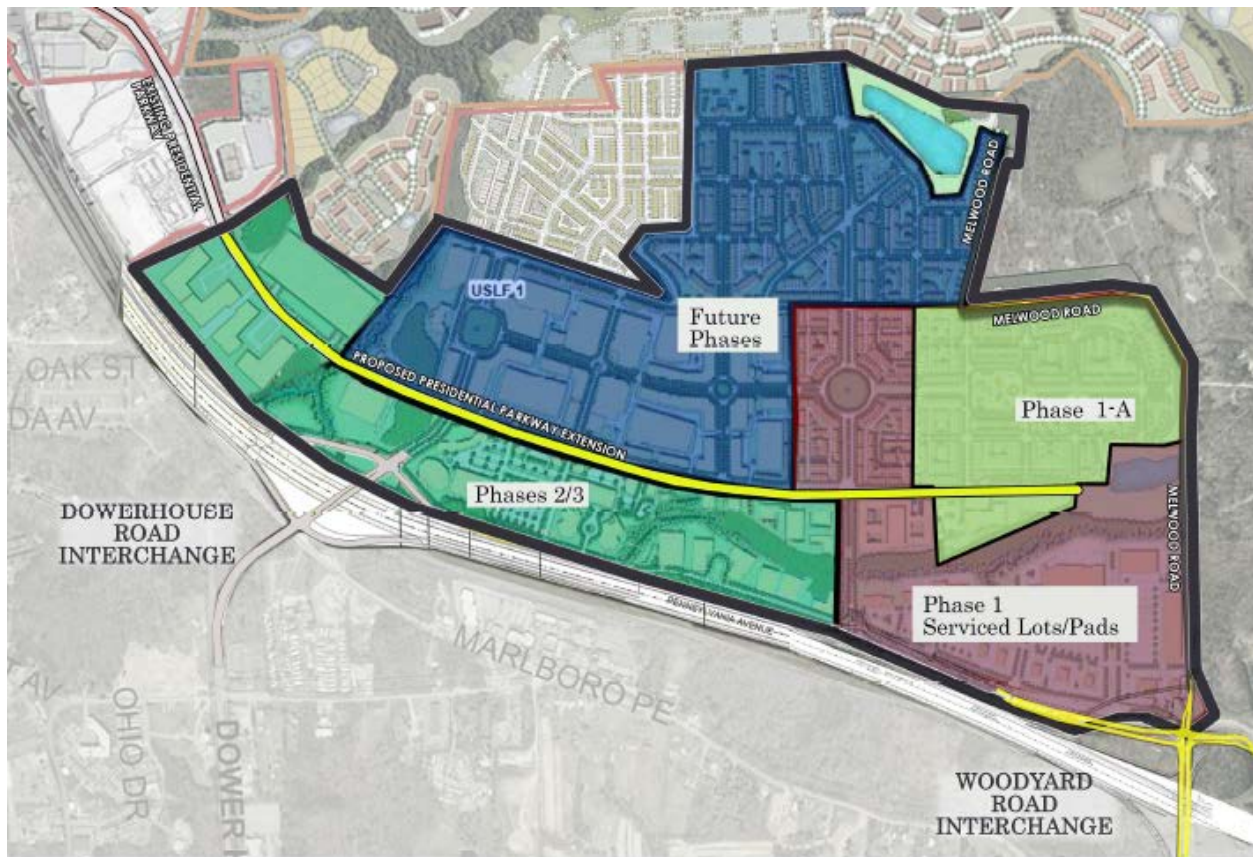 EXISTING PRESIDENTIAL
PARKWAY
MELWOOD ROAD
USLF 1
Future
Phases
MELWOOD ROAD
PROPOSED PRESIDENTIAL PARKWAY EXTENSION
OAK ST
DA AV
Phase 1-A
Phases 2/3
DOWERHOUSE
ROAD
INTERCHANGE
MELWOOD ROAD
PENNSYLVANIA AVENUE
Phase 1
Serviced Lots/Pads
MARLBORO PE
AV
OHIO DR
DOWER
WOODYARD
ROAD
INTERCHANGE